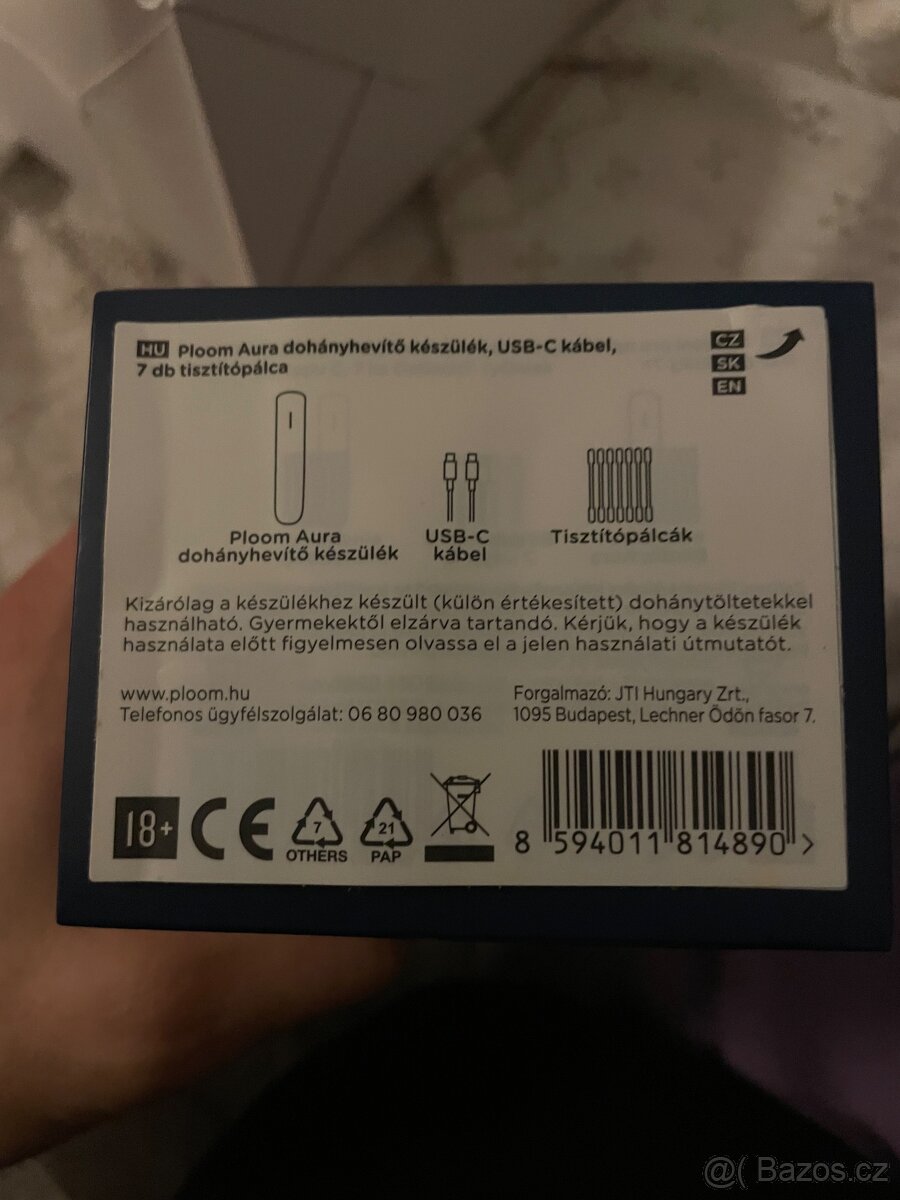 HU Ploom Aura dohányhevítő készülék, USB-C kábel,
7 db tisztítópálca
CZ
SK
EN
Ploom Aura
dohányhevítő készülék
USB-C
kábel
Tisztítópálcák
Kizárólag a készülékhez készült (külön értékesített) dohánytöltetekkel
használható. Gyermekektől elzárva tartandó. Kérjük, hogy a készülék
használata előtt figyelmesen olvassa el a jelen használati útmutatót.
www.ploom.hu
Telefonos ügyfélszolgálat: 06 80 980 036
Forgalmazó: JTI Hungary Zrt.,
1095 Budapest, Lechner Ödön fasor 7.
18+
CE
7
OTHERS
21
PAP
8 594011 814890 >
@( Bazos.cz